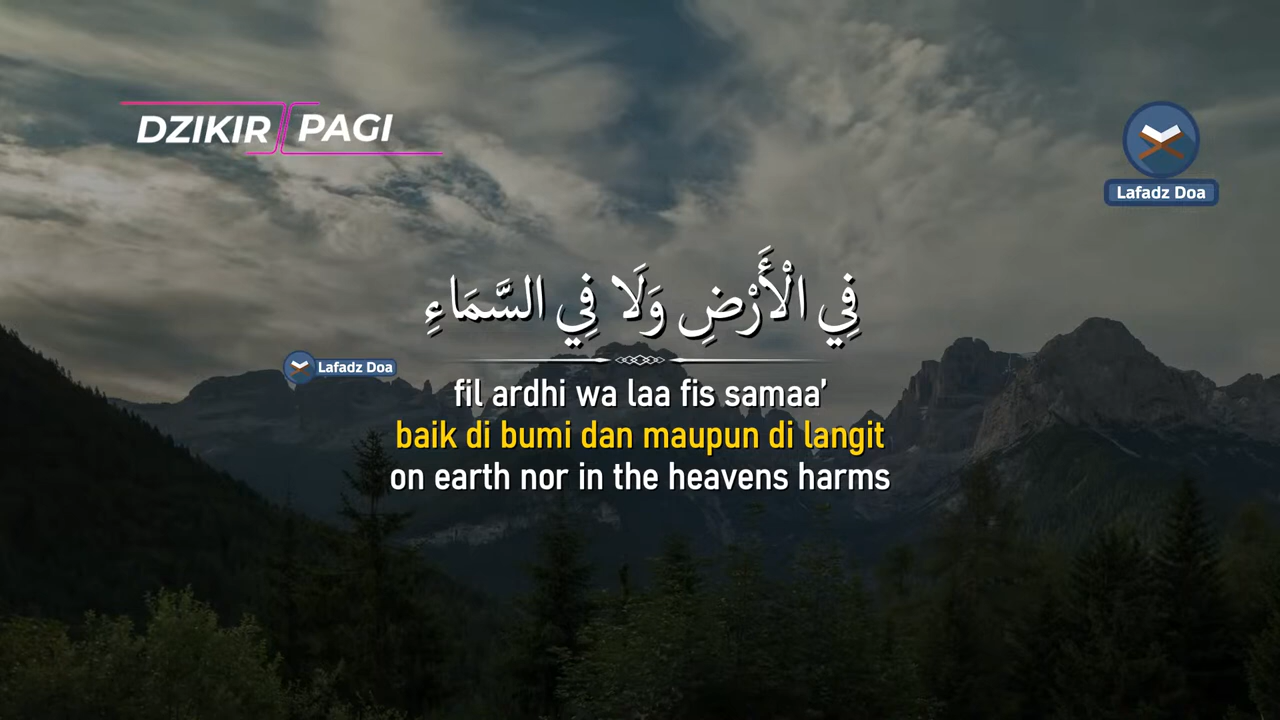 DZIKIR PAGI
Lafadz Doa
فِي الْأَرْضِ وَلَا فِي السَّمَاءِ
Lafadz Doa
fil ardhi wa laa fis samaa’
baik di bumi dan maupun di langit
on earth nor in the heavens harms